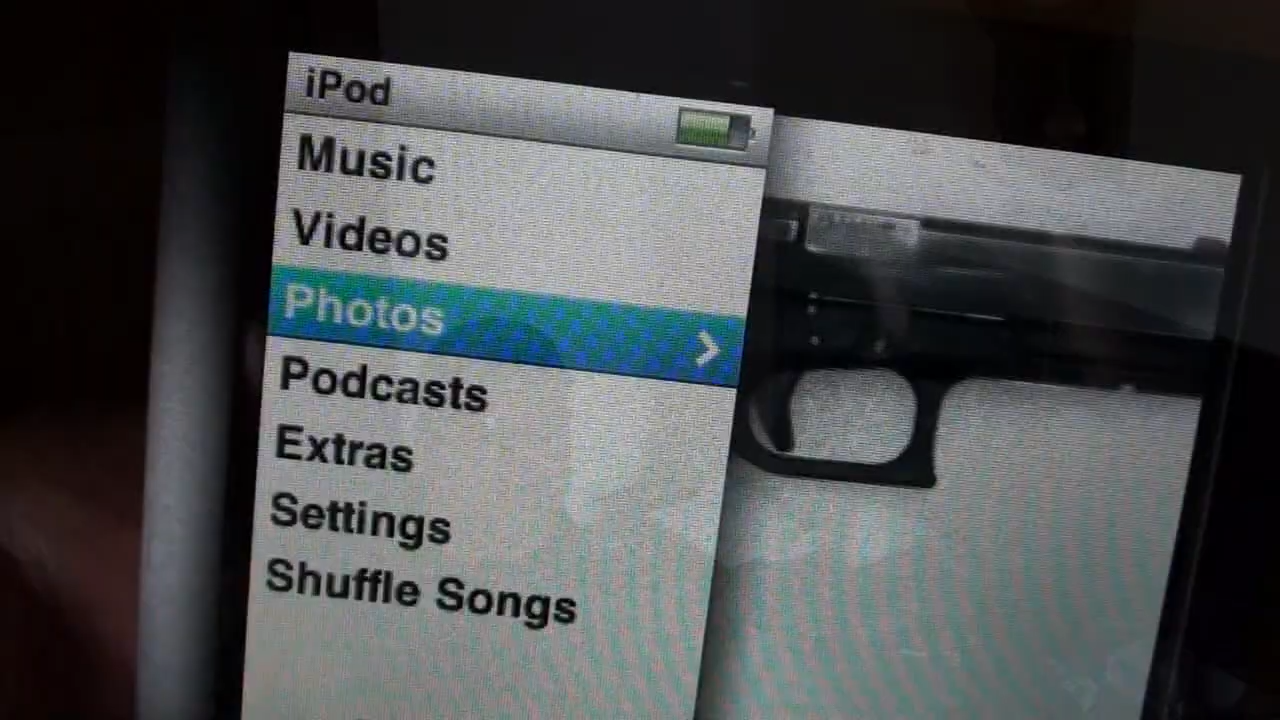 iPod
Music
Videos
Photos
Podcasts
Extras
Settings
Shuffle Songs